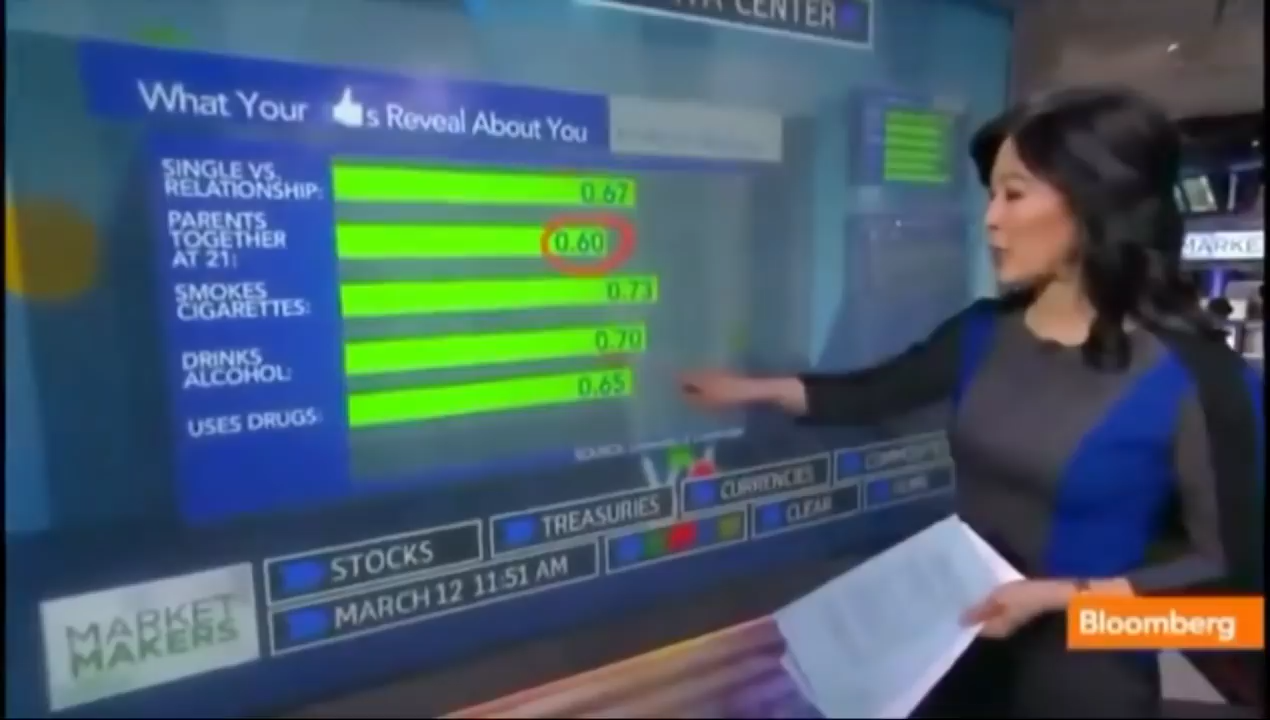 CENTER
What Your 👍s Reveal About You
SINGLE VS.
RELATIONSHIP:
0.67
PARENTS
TOGETHER
AT 21:
0.60
SMOKES
CIGARETTES:
0.73
DRINKS
ALCOHOL:
0.70
USES DRUGS:
0.65
MARKE
STOCKS
TREASURIES
CURRENCIES
MARCH 12 11:51 AM
CLEAR
MARKET
MAKERS
Bloomberg